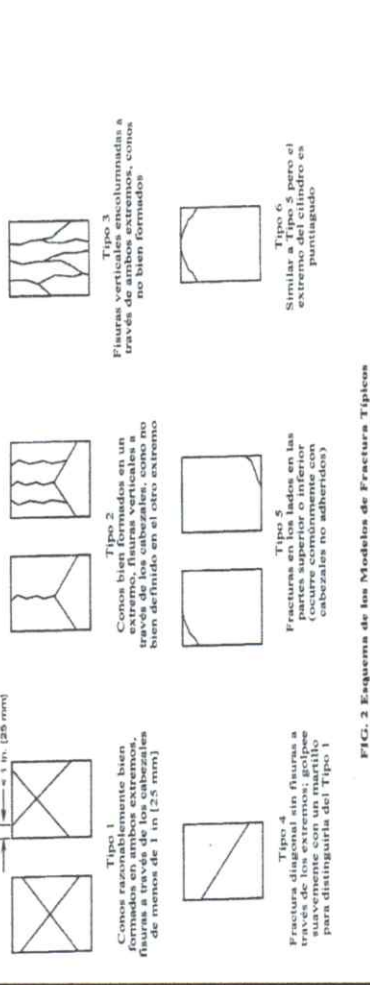 < 1 in. [25 mm]
Tipo 1
Conos razonablemente bien
formados en ambos extremos,
fisuras a través de los cabezales
de menos de 1 in [25 mm]
Tipo 2
Conos bien formados en un
extremo, fisuras verticales a
través de los cabezales, cono no
bien definido en el otro extremo
Tipo 3
Fisuras verticales encolumnadas a
través de ambos extremos, conos
no bien formados
Tipo 4
Fractura diagonal sin fisuras a
través de los extremos; golpee
suavemente con un martillo
para distinguirla del Tipo 1
Tipo 5
Fracturas en los lados en las
partes superior o inferior
(ocurre comúnmente con
cabezales no adheridos)
Tipo 6
Similar a Tipo 5 pero el
extremo del cilindro es
puntiagudo
FIG. 2 Esquema de los Modelos de Fractura Típicos